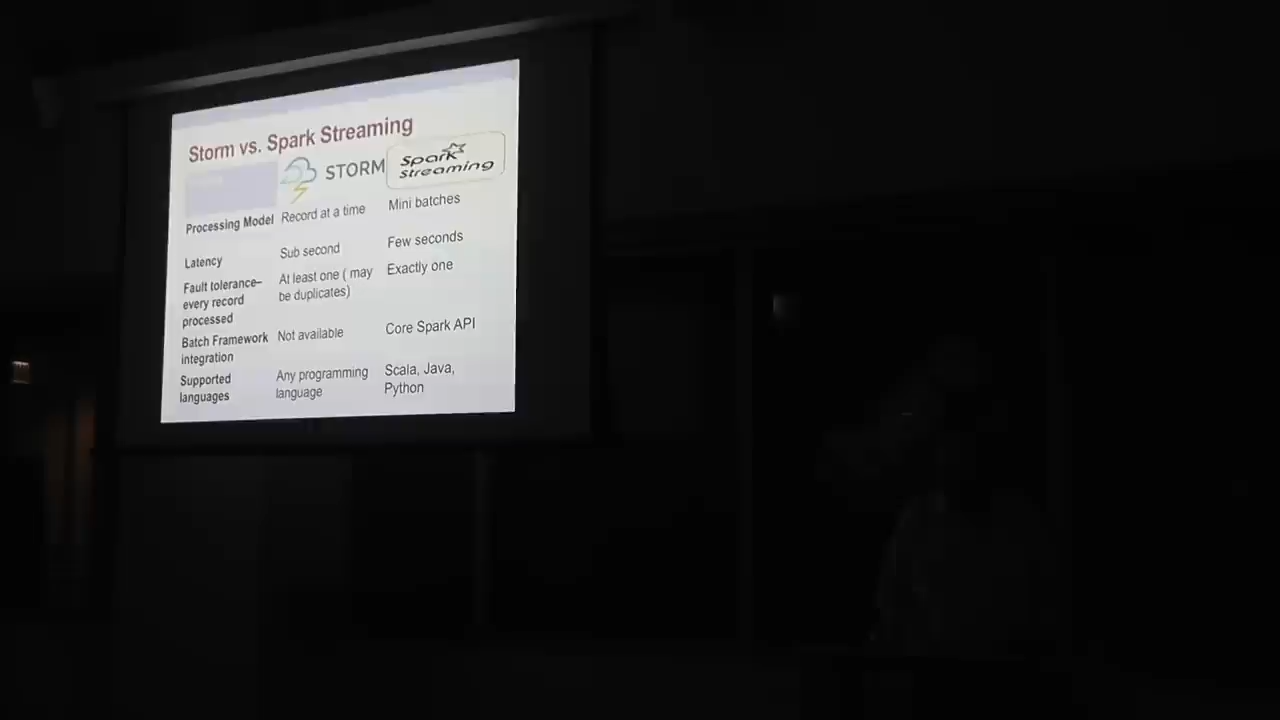 Storm vs. Spark Streaming
STORM
Spark
Streaming
Processing Model
Record at a time
Mini batches
Latency
Sub second
Few seconds
Fault tolerance–
every record
processed
At least one ( may
be duplicates)
Exactly one
Batch Framework
integration
Not available
Core Spark API
Supported
languages
Any programming
language
Scala, Java,
Python